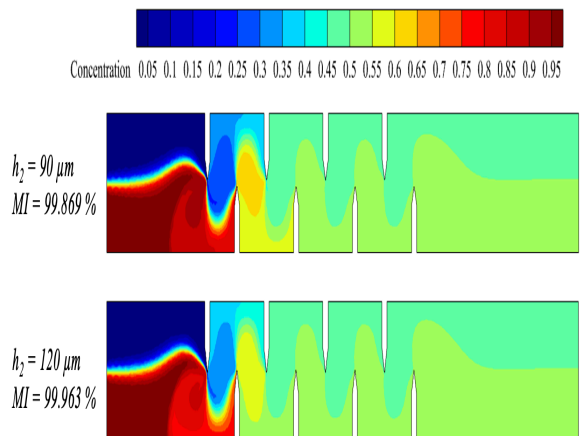 Concentration 0.05 0.1 0.15 0.2 0.25 0.3 0.35 0.4 0.45 0.5 0.55 0.6 0.65 0.7 0.75 0.8 0.85 0.9 0.95
h₂ = 90 μm
MI = 99.869 %
h₂ = 120 μm
MI = 99.963 %